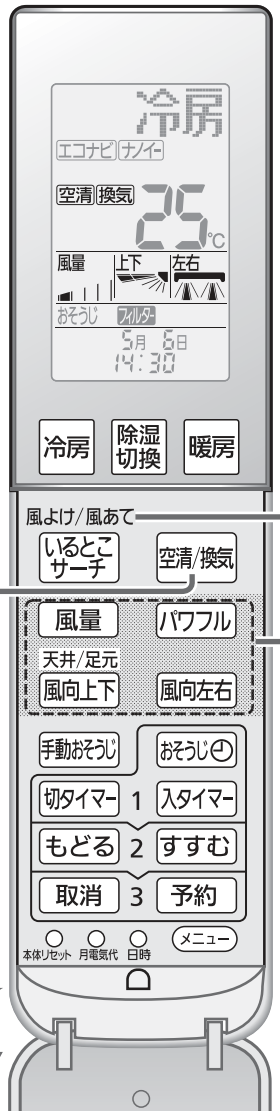 冷房
エコナビ ナノイー
空清 換気 25℃
風量 上下 左右
おそうじ フィルター
5月 6日
14:30
冷房 除湿切換 暖房
風よけ/風あて
いるとこサーチ 空清/換気
風量 パワフル
天井/足元
風向上下 風向左右
手動おそうじ おそうじ
切タイマー 1 入タイマー
もどる 2 すすむ
取消 3 予約
本体リセット 月電気代 日時 メニュー